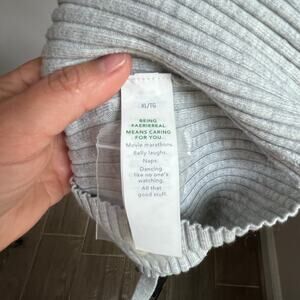 XL/TG
BEING
#AERIEREAL
MEANS CARING
FOR YOU.
Movie marathons.
Belly laughs.
Naps.
Dancing
like no one's
watching.
All that
good stuff.